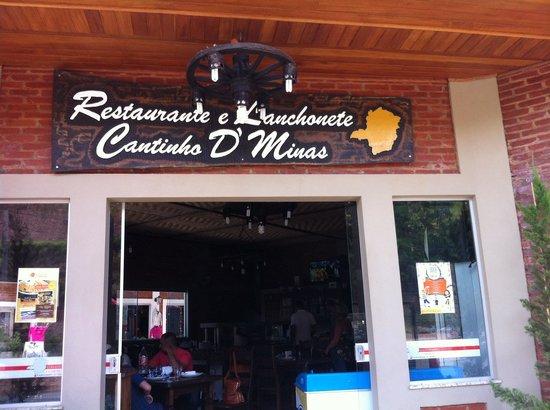 Restaurante e Lanchonete
Cantinho D' Minas